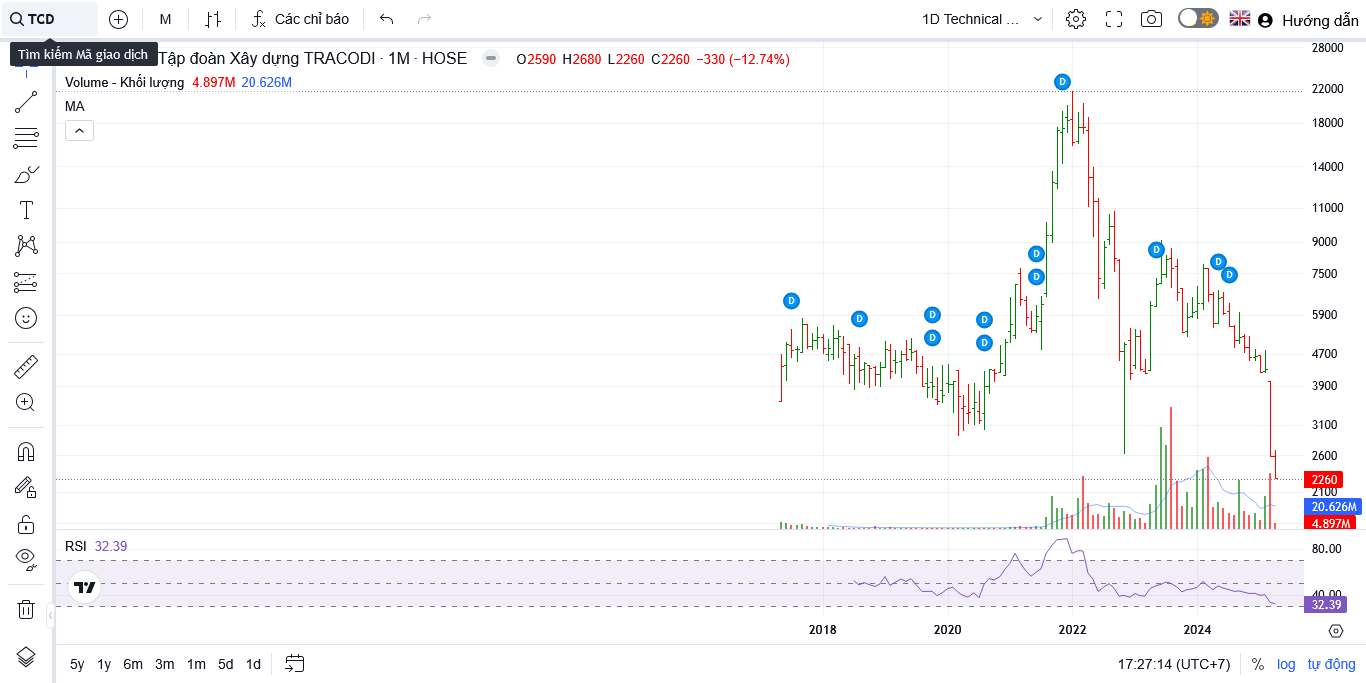 TCD
M
Các chỉ báo
1D Technical ...
Hướng dẫn
Tìm kiếm Mã giao dịch
Tập đoàn Xây dựng TRACODI · 1M · HOSE
O2590 H2680 L2260 C2260 −330 (−12.74%)
Volume - Khối lượng 4.897M 20.626M
MA
D
D
D
D
D
D
D
D
D
D
D
D
D
28000
22000
18000
14000
11000
9000
7500
5900
4700
3900
3100
2600
2260
2100
20.626M
4.897M
RSI 32.39
80.00
40.00
32.39
2018
2020
2022
2024
5y 1y 6m 3m 1m 5d 1d
17:27:14 (UTC+7)
%
log
tự động